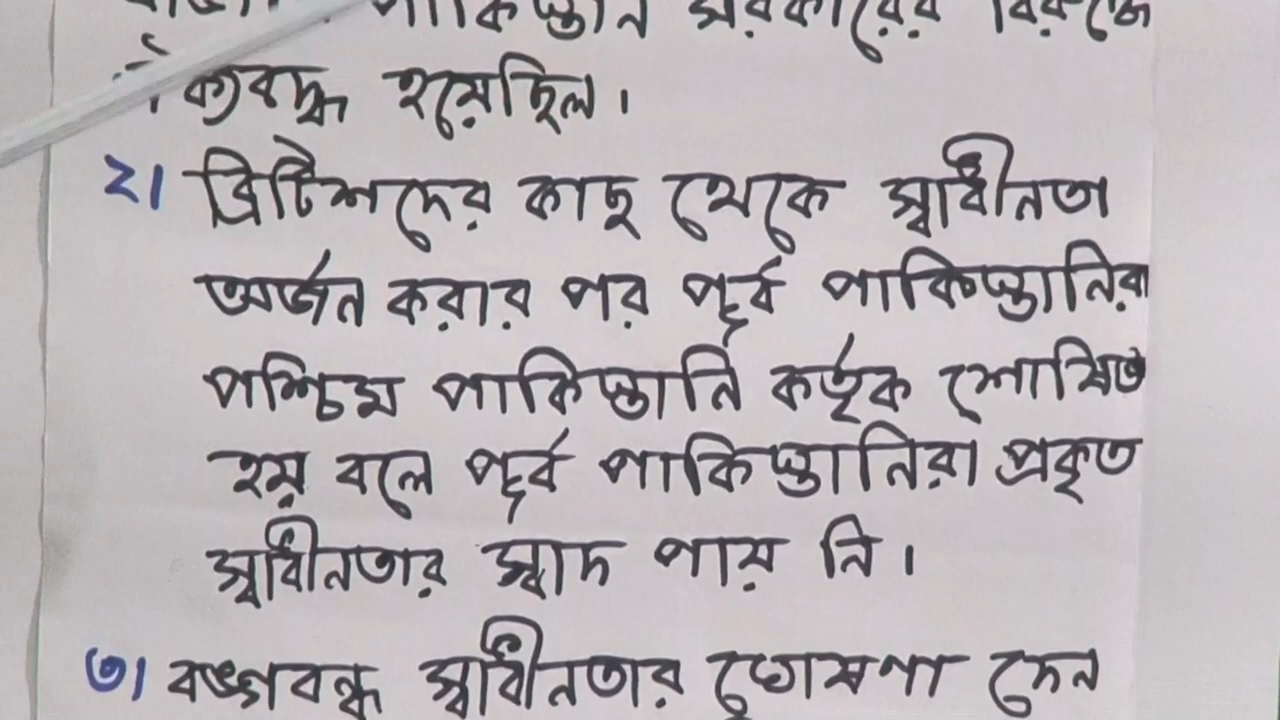 পাকিস্তান সরকারের বিরুদ্ধে
ঐক্যবদ্ধ হয়েছিল।
২। ব্রিটিশদের কাছ থেকে স্বাধীনতা
অর্জন করার পর পূর্ব পাকিস্তানিরা
পশ্চিম পাকিস্তানি কর্তৃক শোষিত
হয় বলে পূর্ব পাকিস্তানিরা প্রকৃত
স্বাধীনতার স্বাদ পায় নি।
৩। বঙ্গবন্ধু স্বাধীনতার ঘোষণা দেন